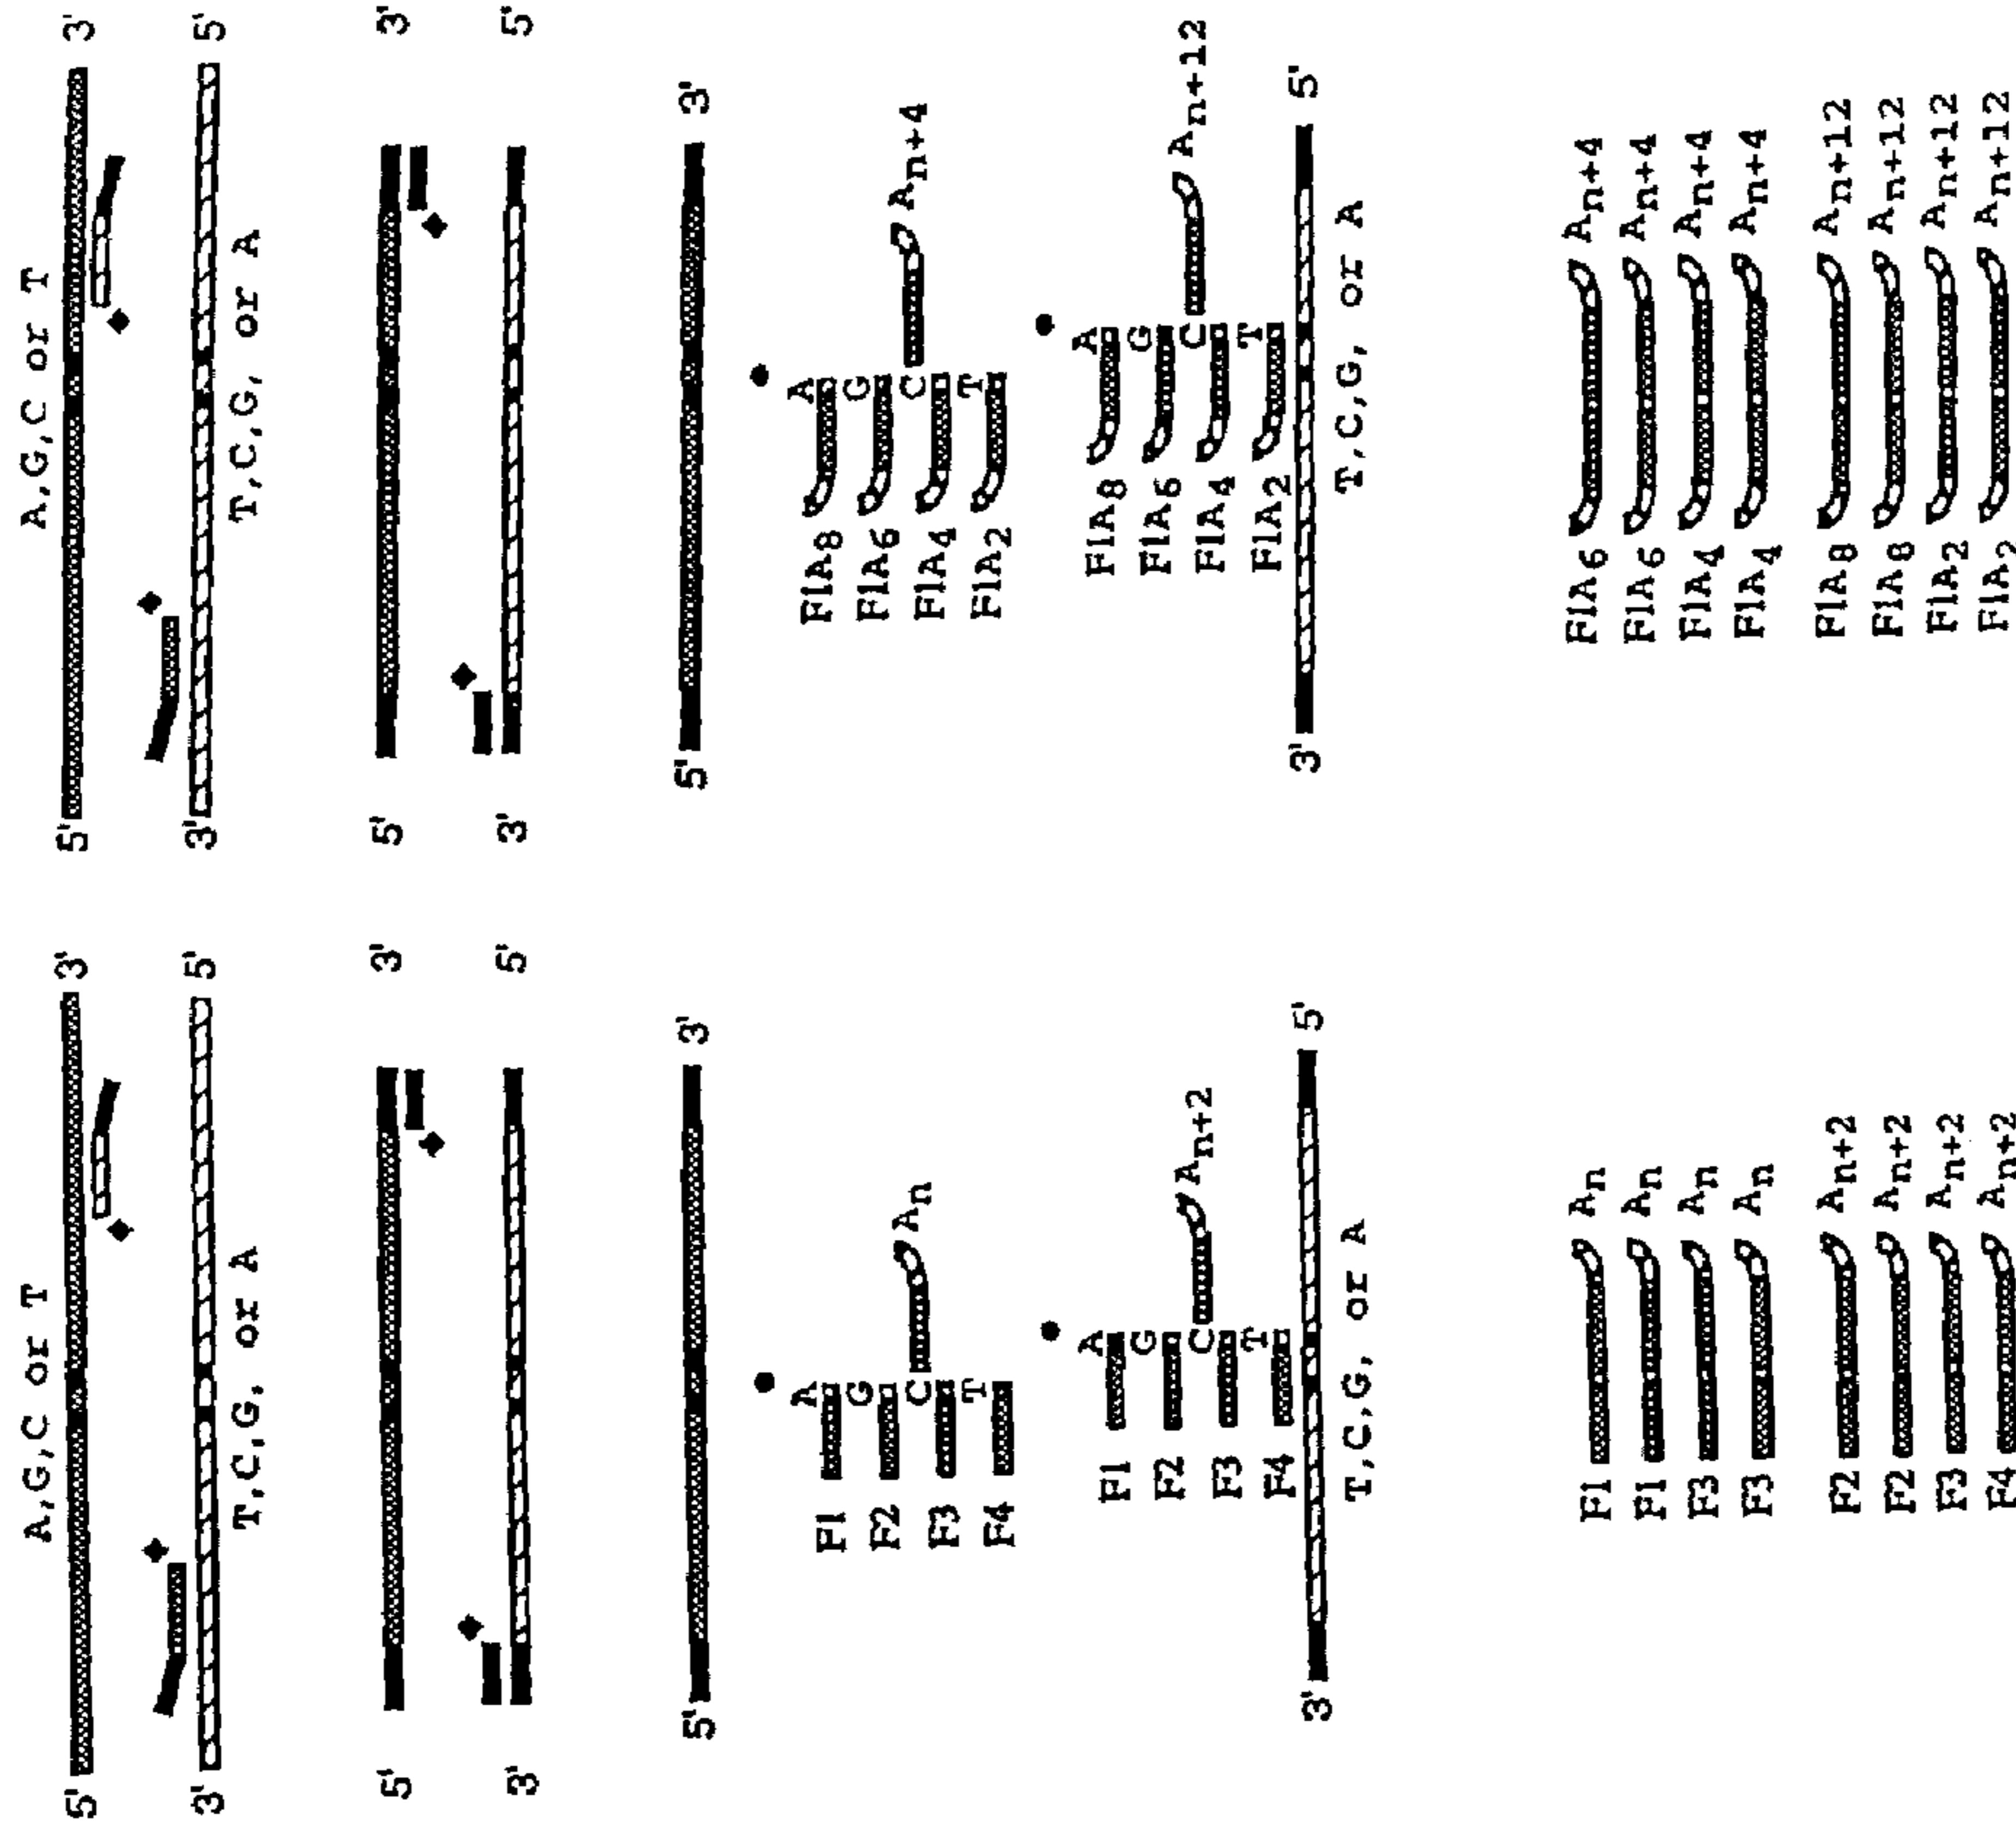 A,G,C or T
5' 3'
3' 5'
T,C,G, or A
5' 3'
3' 5'
5' 3'
A
F1
G
F2
C An
F3
T
F4
A
F1
G
F2
C An+2
F3
T
F4
3' 5'
T,C,G, or A
F1 An
F1 An
F3 An
F3 An
F2 An+2
F2 An+2
F3 An+2
F4 An+2
A,G,C or T
5' 3'
3' 5'
T,C,G, or A
5' 3'
3' 5'
5' 3'
A
FlA8
G
FlA6
C An+4
FlA4
T
FlA2
A
FlA8
G
FlA6
C An+12
FlA4
T
FlA2
3' 5'
T,C,G, or A
FlA6 An+4
FlA6 An+4
FlA4 An+4
FlA4 An+4
FlA8 An+12
FlA8 An+12
FlA2 An+12
FlA2 An+12